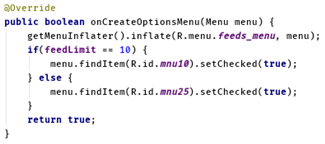 @Override
public boolean onCreateOptionsMenu(Menu menu) {
    getMenuInflater().inflate(R.menu.feeds_menu, menu);
    if(feedLimit == 10) {
        menu.findItem(R.id.mnu10).setChecked(true);
    } else {
        menu.findItem(R.id.mnu25).setChecked(true);
    }
    return true;
}